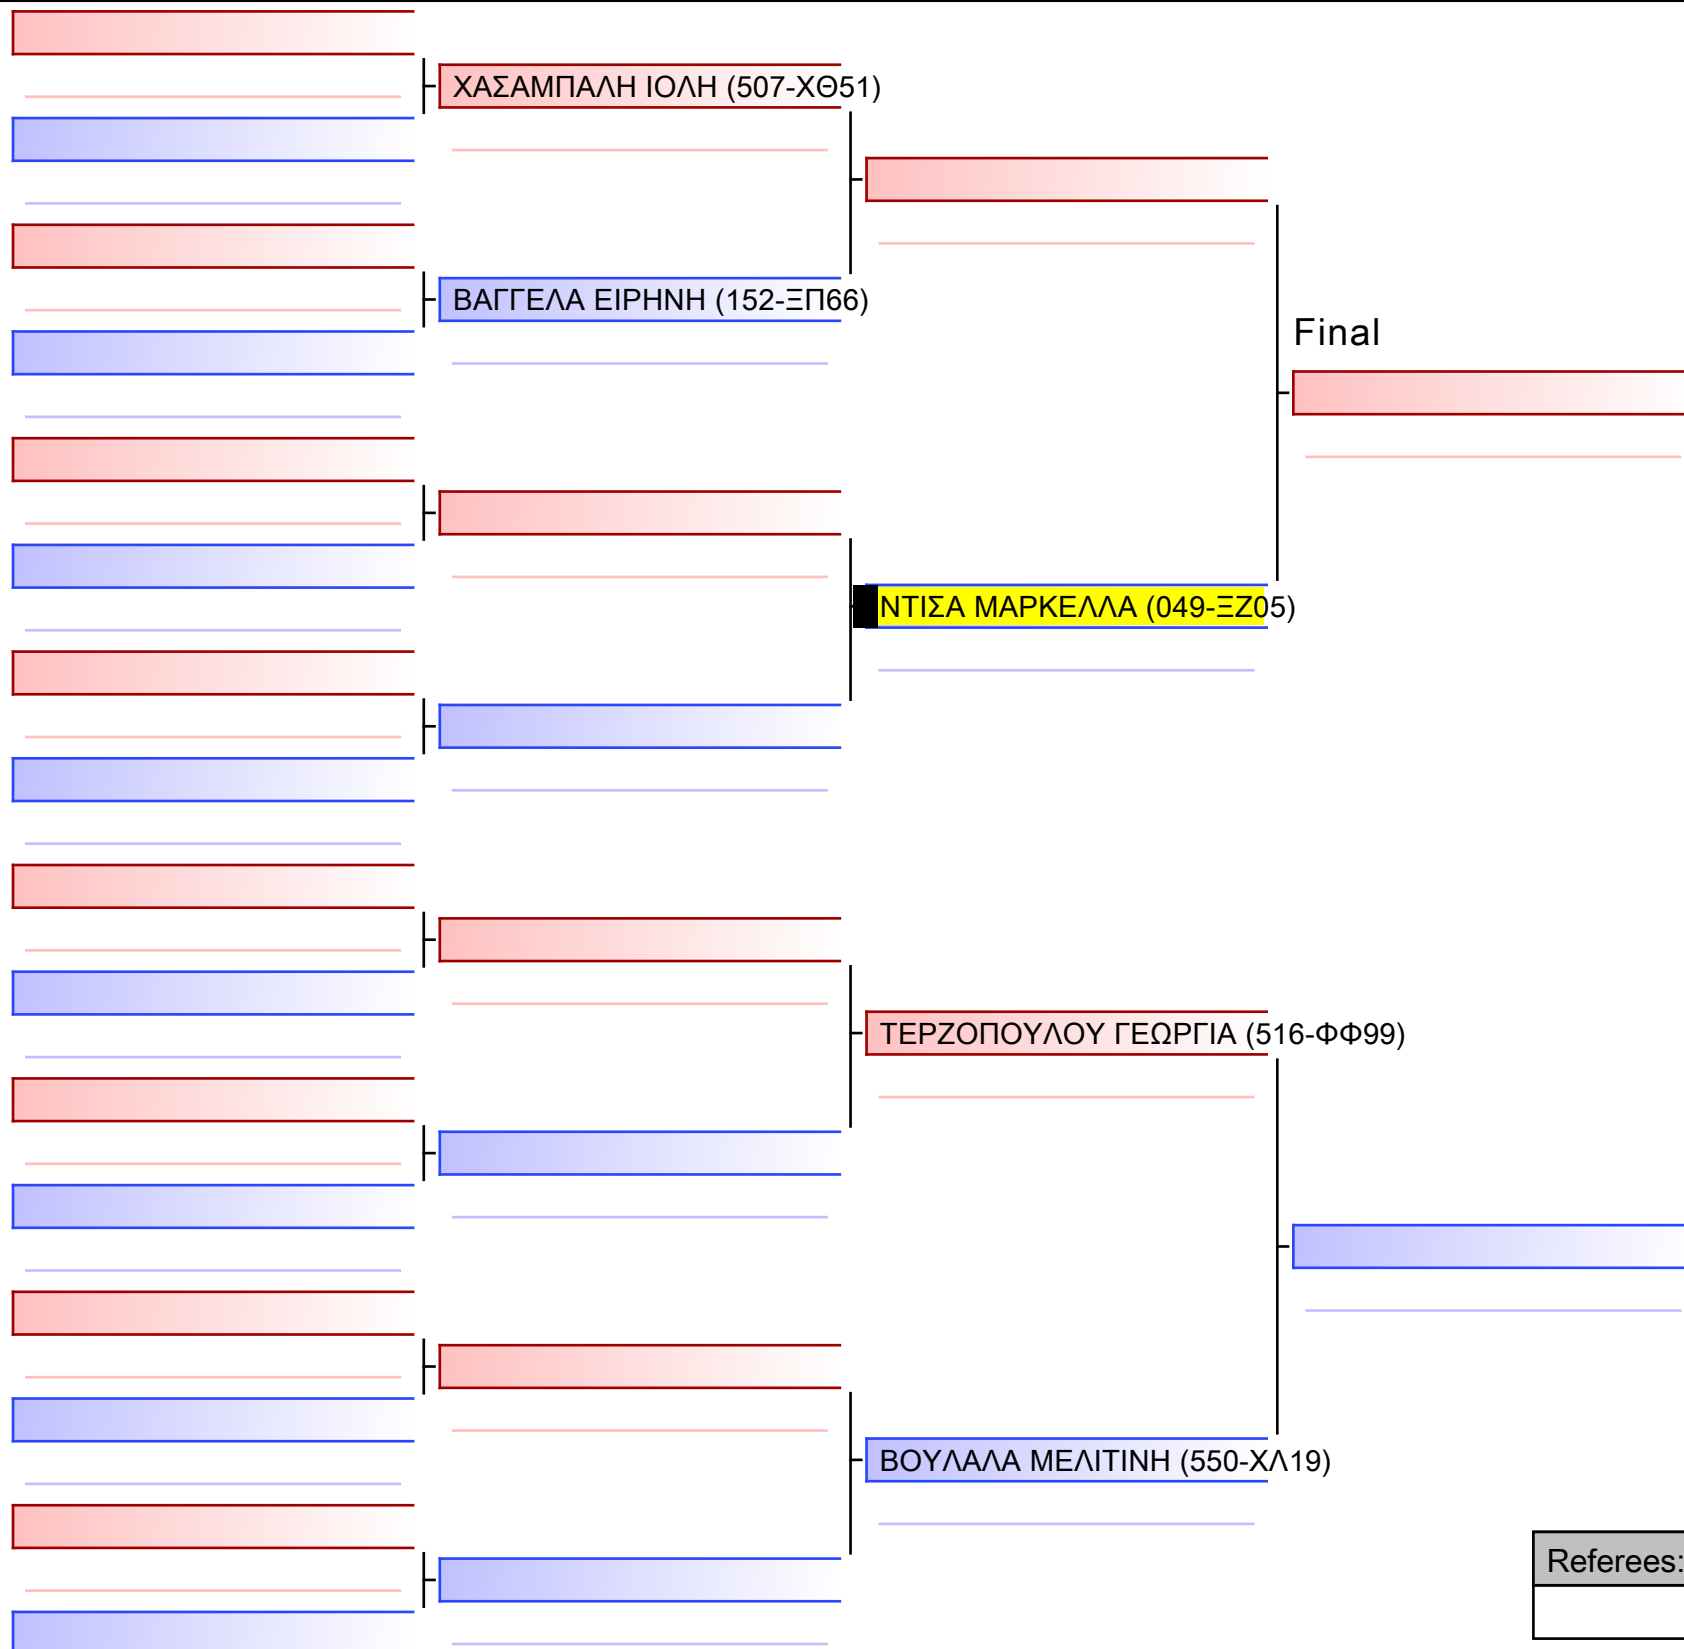 ΧΑΣΑΜΠΑΛΗ ΙΟΛΗ (507-ΧΘ51)
ΒΑΓΓΕΛΑ ΕΙΡΗΝΗ (152-ΞΠ66)
Final
ΝΤΙΣΑ ΜΑΡΚΕΛΛΑ (049-ΞΖ05)
ΤΕΡΖΟΠΟΥΛΟΥ ΓΕΩΡΓΙΑ (516-ΦΦ99)
ΒΟΥΛΑΛΑ ΜΕΛΙΤΙΝΗ (550-ΧΛ19)
Referees: